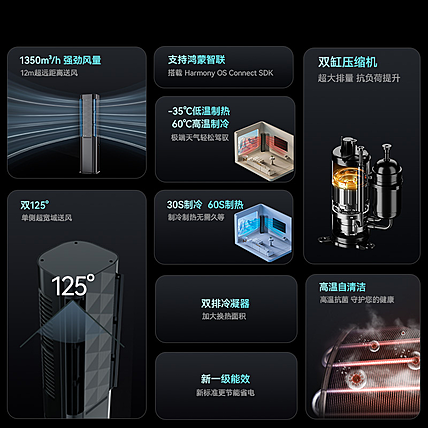 1350m³/h 强劲风量
12m超远距离送风
支持鸿蒙智联
搭载 Harmony OS Connect SDK
双缸压缩机
超大排量 抗负荷提升
-35℃低温制热
60℃高温制冷
极端天气轻松驾驭
双125°
单侧超宽域送风
125°
30S制冷 60S制热
制冷制热无需久等
双排冷凝器
加大换热面积
高温自清洁
高温抗菌 守护您的健康
新一级能效
新标准更节能省电